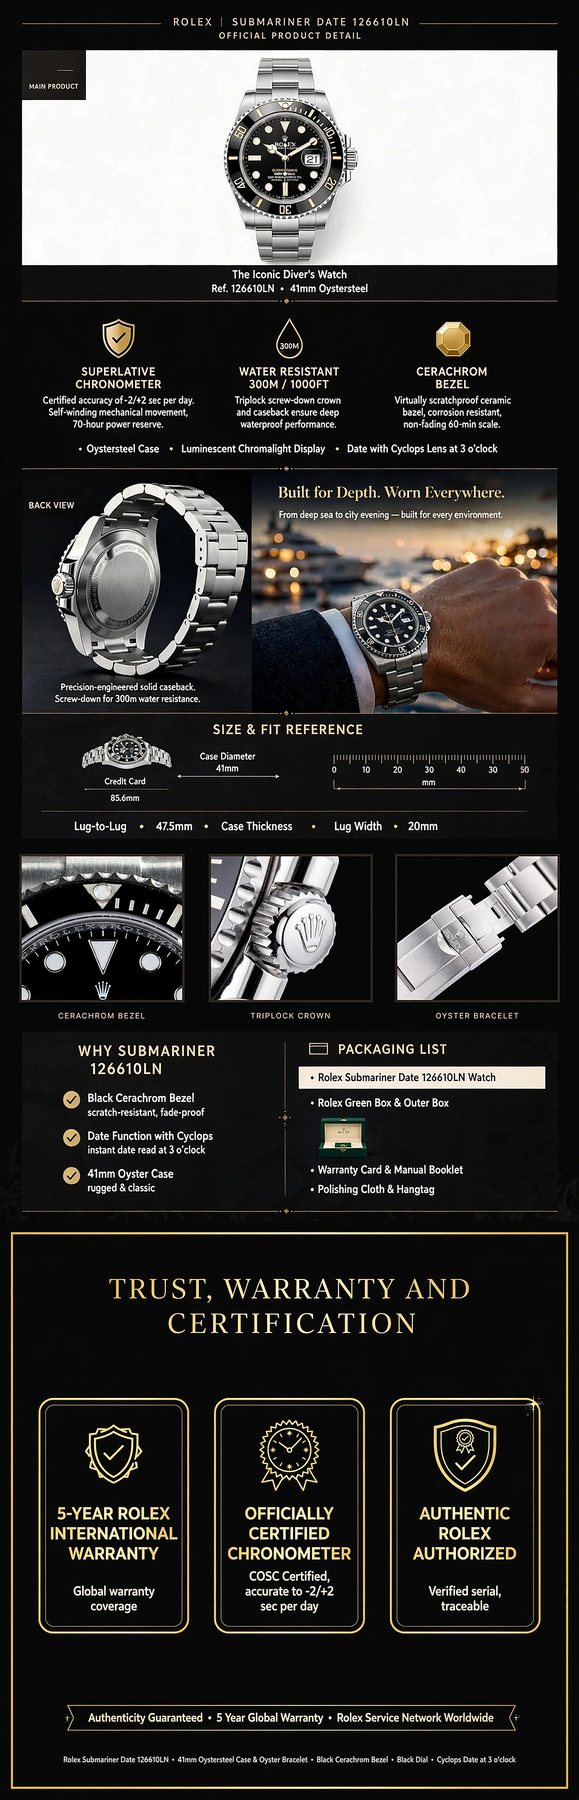 ROLEX | SUBMARINER DATE 126610LN
OFFICIAL PRODUCT DETAIL
MAIN PRODUCT
ROLEX
21
The Iconic Diver's Watch
Ref. 126610LN • 41mm Oystersteel
SUPERLATIVE
CHRONOMETER
Certified accuracy of -2/+2 sec per day.
Self-winding mechanical movement,
70-hour power reserve.
300M
WATER RESISTANT
300M / 1000FT
Triplock screw-down crown
and caseback ensure deep
waterproof performance.
CERACHROM
BEZEL
Virtually scratchproof ceramic
bazel, corrosion resistant,
non-fading 60-min scale.
• Oystersteel Case • Luminescent Chromalight Display • Date with Cyclops Lens at 3 o'clock
BACK VIEW
Precision-engineered solid caseback.
Screw-down for 300m water resistance.
Built for Depth. Worn Everywhere.
From deep sea to city evening — built for every environment.
SIZE & FIT REFERENCE
Credit Card
85.6mm
Case Diameter
41mm
0 10 20 30 40 50
mm
Lug-to-Lug • 47.5mm • Case Thickness • Lug Width • 20mm
CERACHROM BEZEL
TRIPLOCK CROWN
OYSTER BRACELET
WHY SUBMARINER
126610LN
Black Cerachrom Bezel
scratch-resistant, fade-proof
Date Function with Cyclops
instant date read at 3 o'clock
41mm Oyster Case
rugged & classic
PACKAGING LIST
• Rolex Submariner Date 126610LN Watch
• Rolex Green Box & Outer Box
• Warranty Card & Manual Booklet
• Polishing Cloth & Hangtag
TRUST, WARRANTY AND
CERTIFICATION
5-YEAR ROLEX
INTERNATIONAL
WARRANTY
Global warranty
coverage
OFFICIALLY
CERTIFIED
CHRONOMETER
COSC Certified,
accurate to -2/+2
sec per day
AUTHENTIC
ROLEX
AUTHORIZED
Verified serial,
traceable
Authenticity Guaranteed • 5 Year Global Warranty • Rolex Service Network Worldwide
Rolex Submariner Date 126610LN • 41mm Oystersteel Case & Oyster Bracelet • Black Cerachrom Bezel • Black Dial • Cyclops Date at 3 o'clock